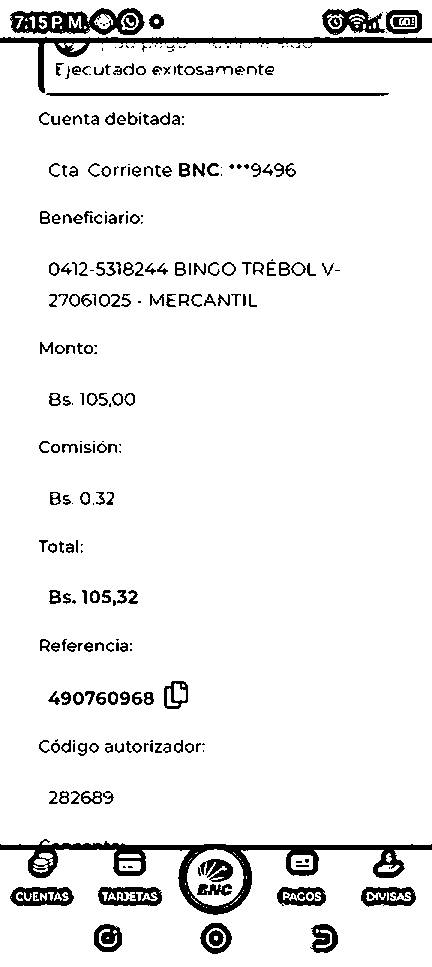 7:15 P. M.
Ejecutado exitosamente
Cuenta debitada:
Cta Corriente BNC: ***9496
Beneficiario:
0412-5318244 BINGO TRÉBOL V-
27061025 - MERCANTIL
Monto:
Bs. 105,00
Comisión:
Bs. 0.32
Total:
Bs. 105,32
Referencia:
490760968
Código autorizador:
282689
CUENTAS TARJETAS BNC PAGOS DIVISAS